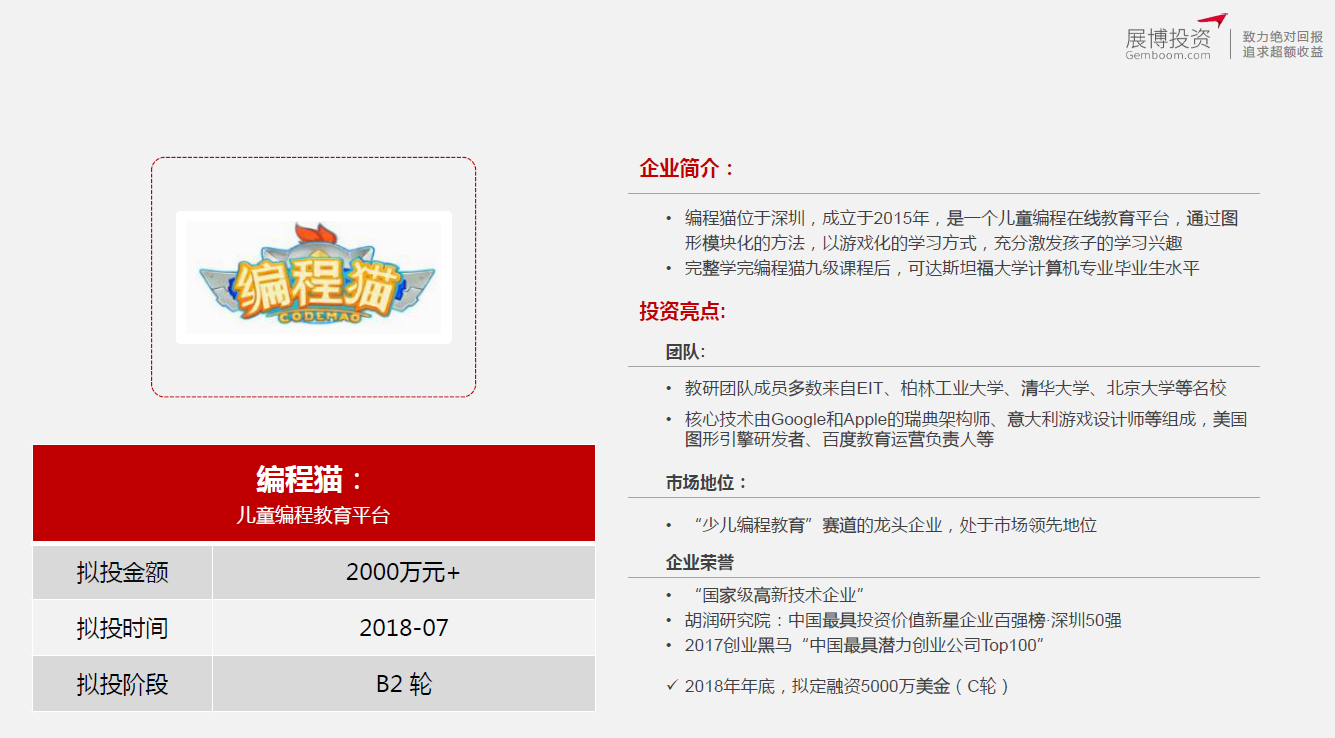 展博投资
Gemboom.com
致力绝对回报
追求超额收益
编程猫
CODEMAO
编程猫：
儿童编程教育平台
拟投金额 2000万元+
拟投时间 2018-07
拟投阶段 B2 轮
企业简介：
• 编程猫位于深圳，成立于2015年，是一个儿童编程在线教育平台，通过图
形模块化的方法，以游戏化的学习方式，充分激发孩子的学习兴趣
• 完整学完编程猫九级课程后，可达斯坦福大学计算机专业毕业生水平
投资亮点:
团队:
• 教研团队成员多数来自EIT、柏林工业大学、清华大学、北京大学等名校
• 核心技术由Google和Apple的瑞典架构师、意大利游戏设计师等组成，美国
图形引擎研发者、百度教育运营负责人等
市场地位：
• “少儿编程教育”赛道的龙头企业，处于市场领先地位
企业荣誉
• “国家级高新技术企业”
• 胡润研究院：中国最具投资价值新星企业百强榜·深圳50强
• 2017创业黑马“中国最具潜力创业公司Top100”
✓ 2018年年底，拟定融资5000万美金（C轮）